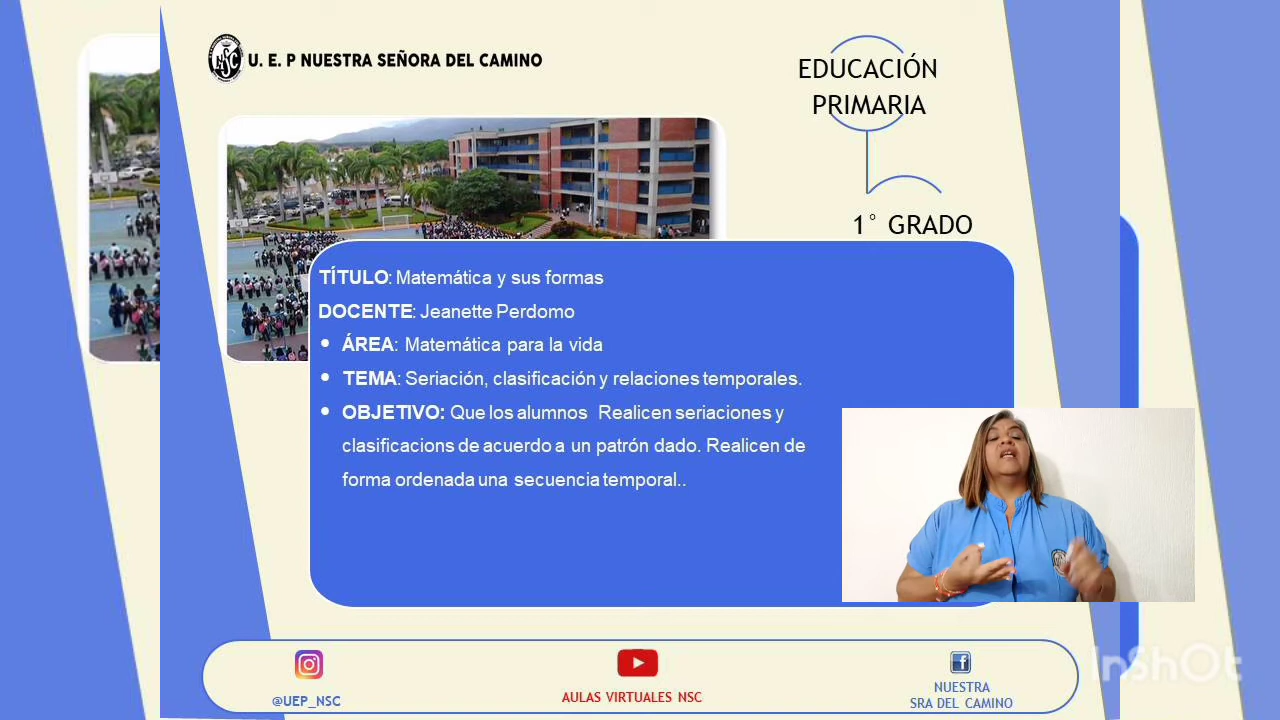 U. E. P NUESTRA SEÑORA DEL CAMINO
EDUCACIÓN
PRIMARIA
1° GRADO
TÍTULO: Matemática y sus formas
DOCENTE: Jeanette Perdomo
• ÁREA: Matemática para la vida
• TEMA: Seriación, clasificación y relaciones temporales.
• OBJETIVO: Que los alumnos Realicen seriaciones y
clasificacions de acuerdo a un patrón dado. Realicen de
forma ordenada una secuencia temporal..
@UEP_NSC
AULAS VIRTUALES NSC
NUESTRA
SRA DEL CAMINO
InShOt